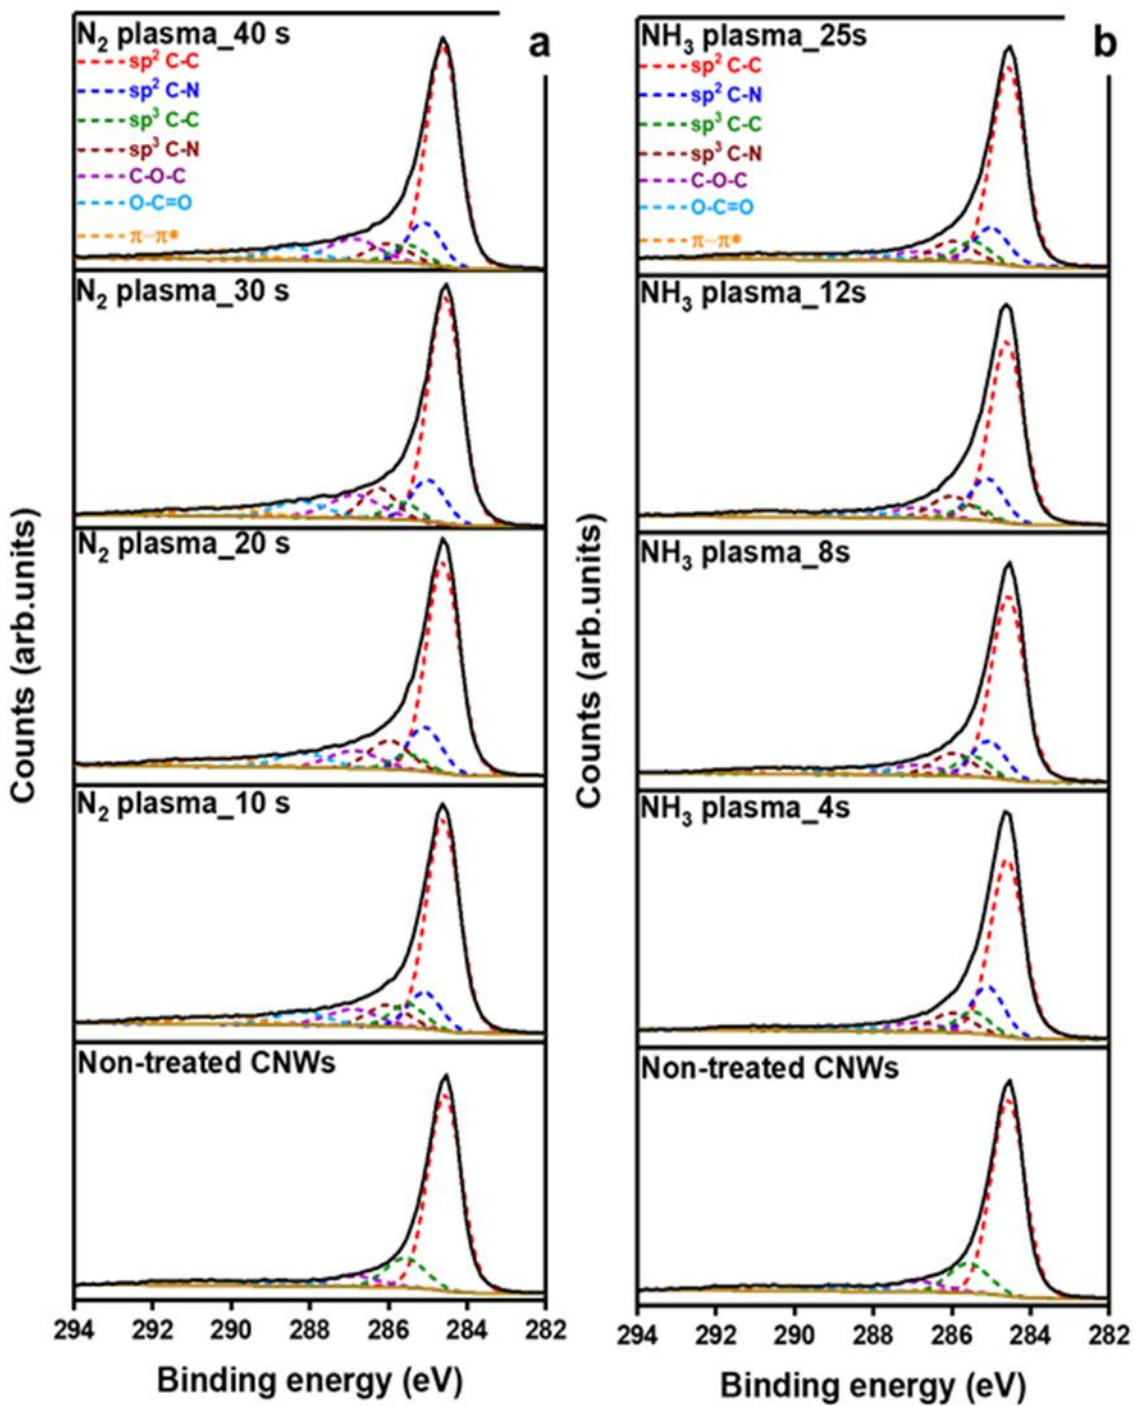 N₂ plasma_40 s
a
sp² C-C
sp² C-N
sp³ C-C
sp³ C-N
C-O-C
O-C=O
π-π*
N₂ plasma_30 s
N₂ plasma_20 s
N₂ plasma_10 s
Non-treated CNWs
Counts (arb.units)
294 292 290 288 286 284 282
Binding energy (eV)
NH₃ plasma_25s
b
sp² C-C
sp² C-N
sp³ C-C
sp³ C-N
C-O-C
O-C=O
π-π*
NH₃ plasma_12s
NH₃ plasma_8s
NH₃ plasma_4s
Non-treated CNWs
Counts (arb.units)
294 292 290 288 286 284 282
Binding energy (eV)